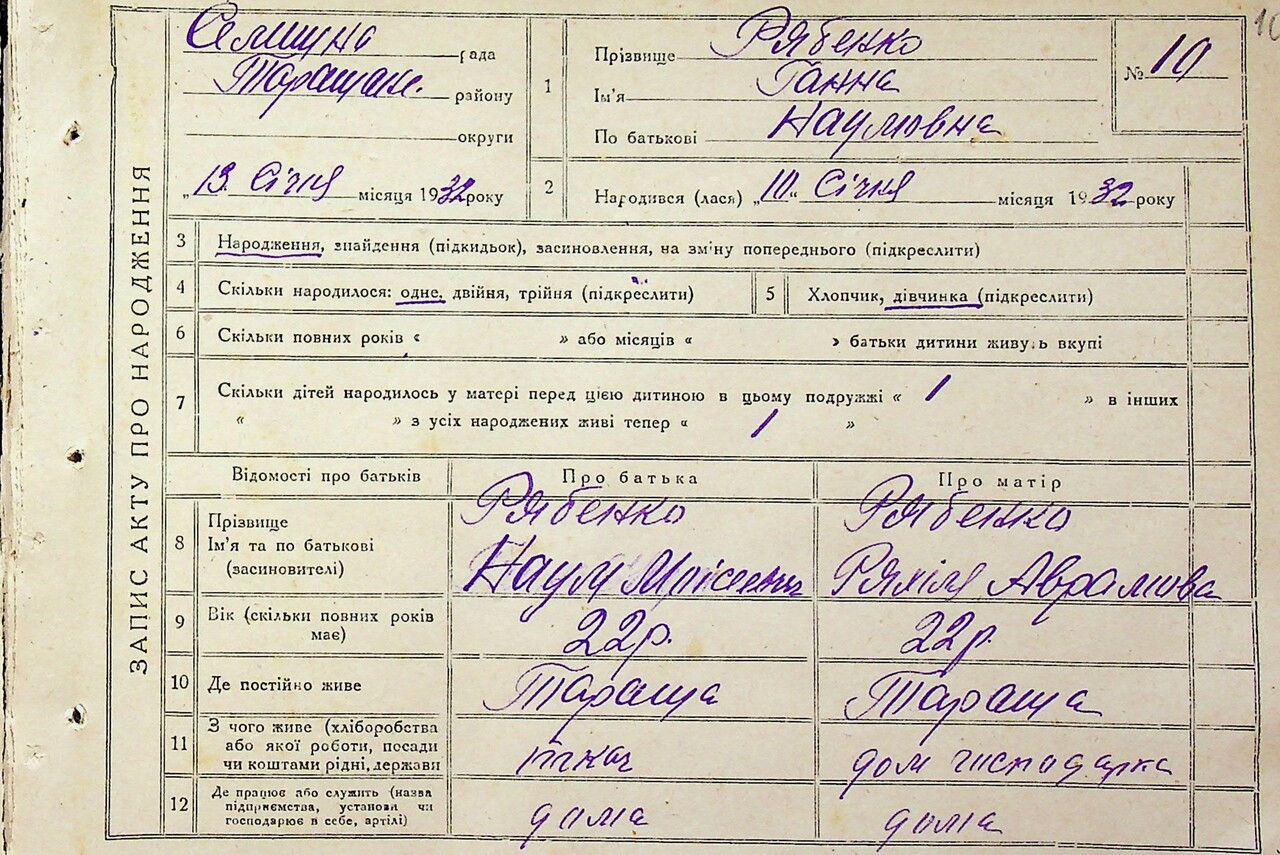 10
Селищна рада
Таращанс. району
округи
„13 Січня місяця 1932 року
1
Прізвище Рябенко
Ім’я Ганна
По батькові Наумовна
№ 10
2
Народився (лася) „10“ Січня місяця 1932 року
ЗАПИС АКТУ ПРО НАРОДЖЕННЯ
3 Народження, знайдення (підкидьок), засиновлення, на зм’ну попереднього (підкреслити)
4 Скільки народилося: одне, двійня, трійня (підкреслити)
5 Хлопчик, дівчинка (підкреслити)
6 Скільки повних років « » або місяців « » батьки дитини живуть вкупі
7 Скільки дітей народилось у матері перед цією дитиною в цьому подружжі « 1 » в інших
« » з усіх народжених живі тепер « 1 »
Відомості про батьків
Про батька
Про матір
8
Прізвище
Ім’я та по батькові
(засиновителі)
Рябенко
Наум
Рябенко
Рахіля Аврамовна
9
Вік (скільки повних років
має)
22 р.
22 р.
10 Де постійно живе
Тараща
Тараща
11
З чого живе (хліборобства
або якої роботи, посади
чи коштами рідні, держави
ткач
дом господарка
12
Де працює або служить (назва
підприємства, установи чи
господарює в себе, артілі)
дома
дома